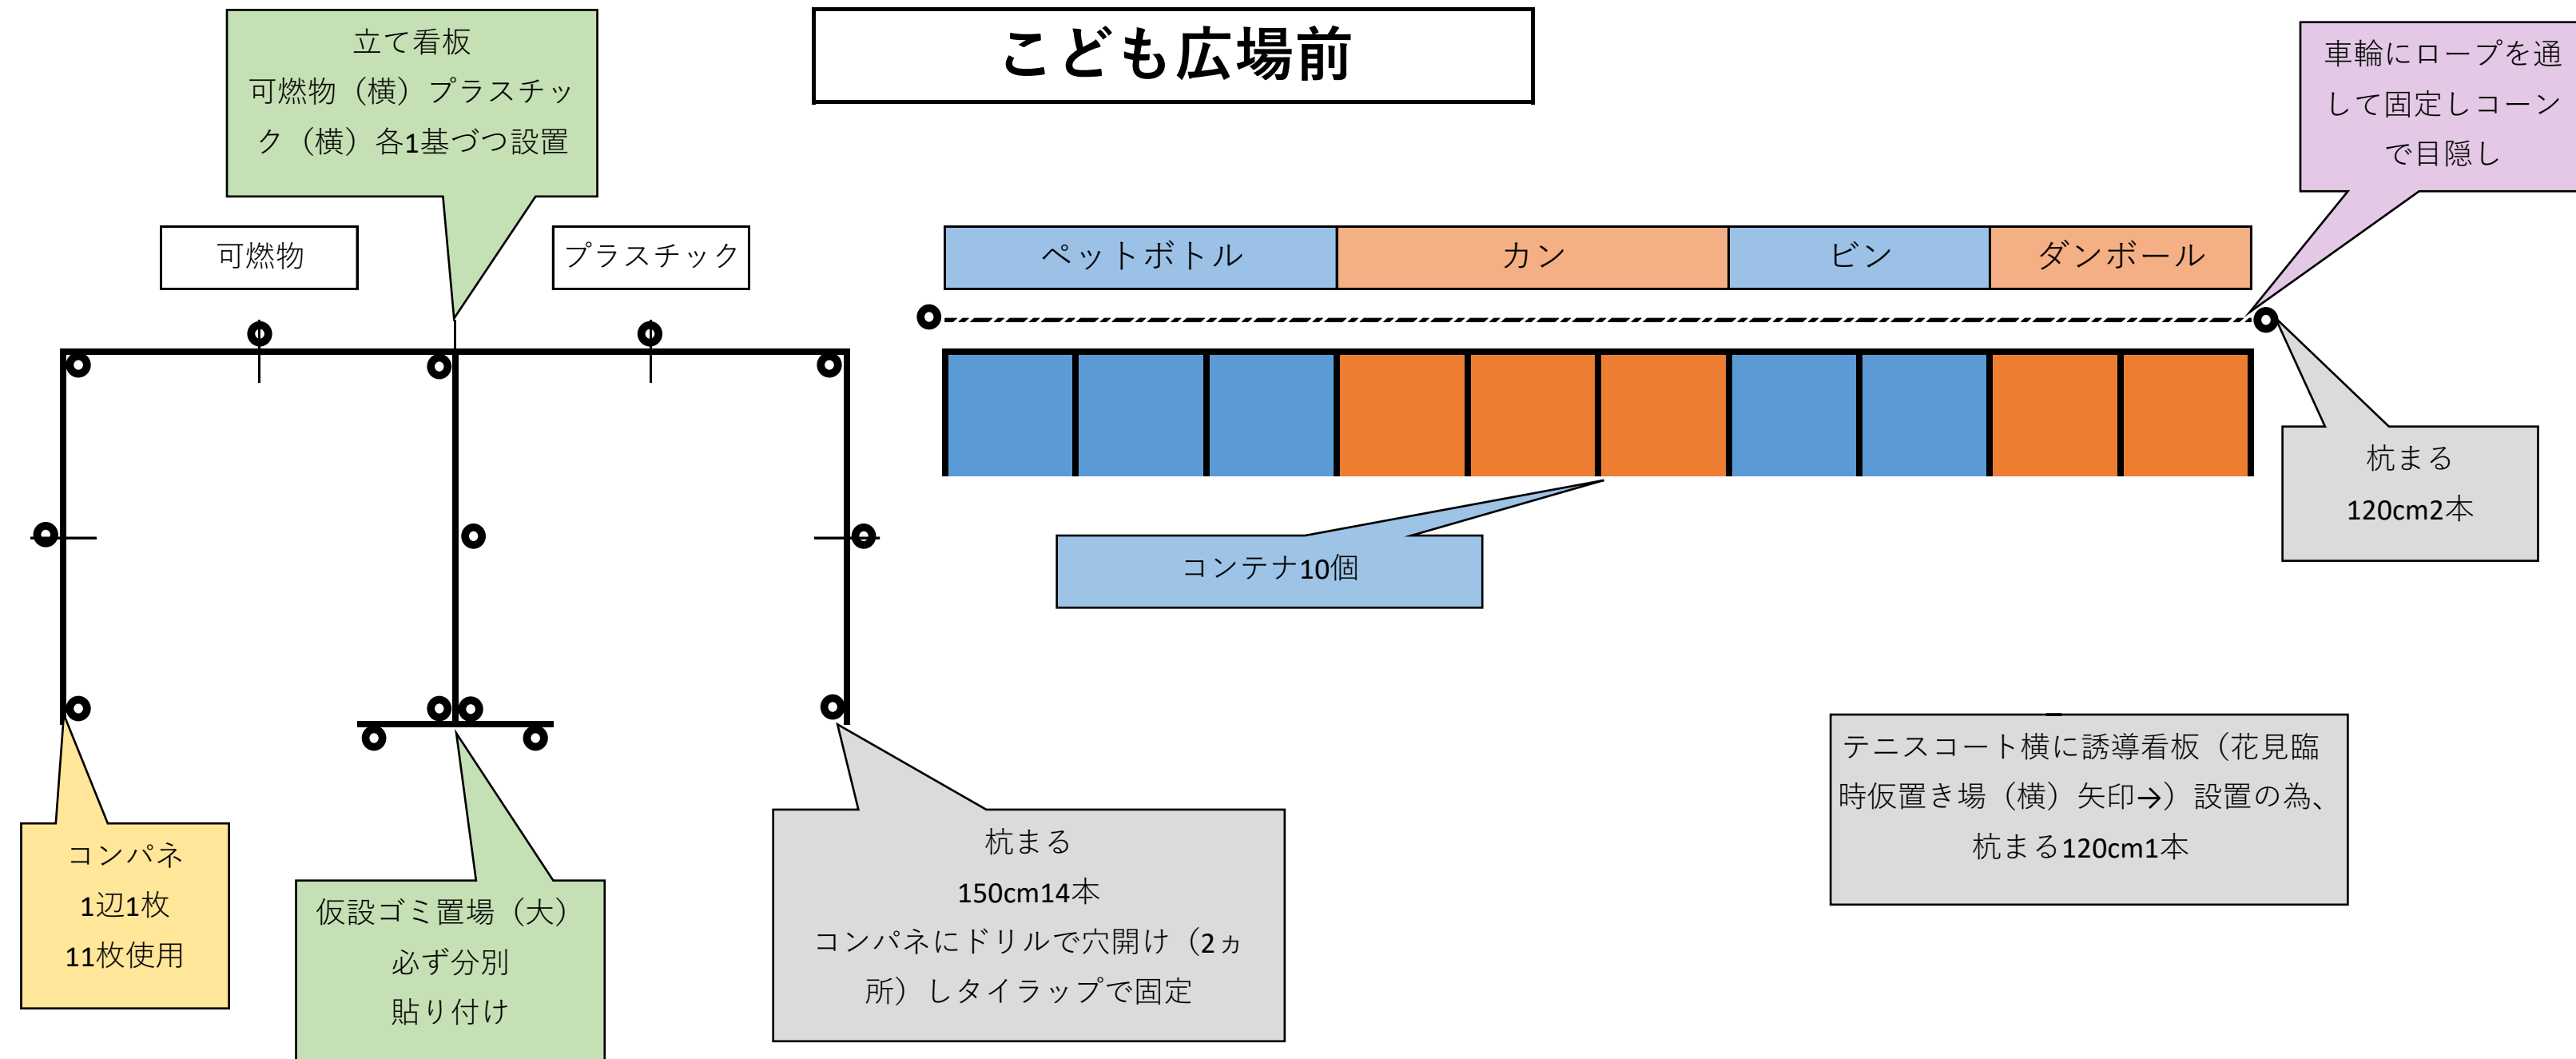 こども広場前
立て看板
可燃物（横）プラスチッ
ク（横）各1基づつ設置
車輪にロープを通
して固定しコーン
で目隠し
可燃物
プラスチック
ペットボトル
カン
ビン
ダンボール
杭まる
120cm2本
コンテナ10個
テニスコート横に誘導看板（花見臨
時仮置き場（横）矢印→）設置の為、
杭まる120cm1本
コンパネ
1辺1枚
11枚使用
仮設ゴミ置場（大）
必ず分別
貼り付け
杭まる
150cm14本
コンパネにドリルで穴開け（2ヵ
所）しタイラップで固定